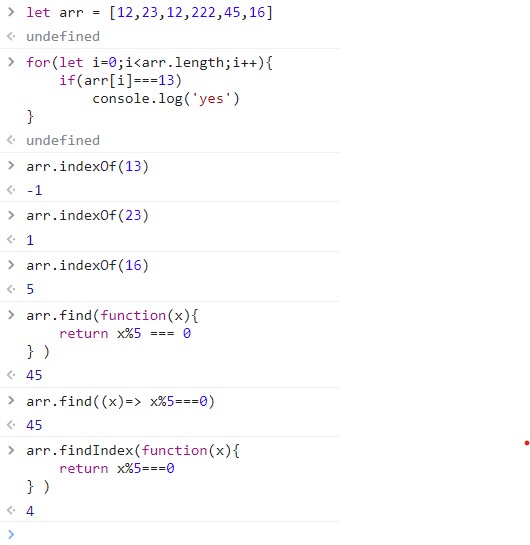 let arr = [12,23,12,222,45,16]
undefined
for(let i=0;i<arr.length;i++){
    if(arr[i]===13)
        console.log('yes')
}
undefined
arr.indexOf(13)
-1
arr.indexOf(23)
1
arr.indexOf(16)
5
arr.find(function(x){
    return x%5 === 0
} )
45
arr.find((x)=> x%5===0)
45
arr.findIndex(function(x){
    return x%5===0
} )
4